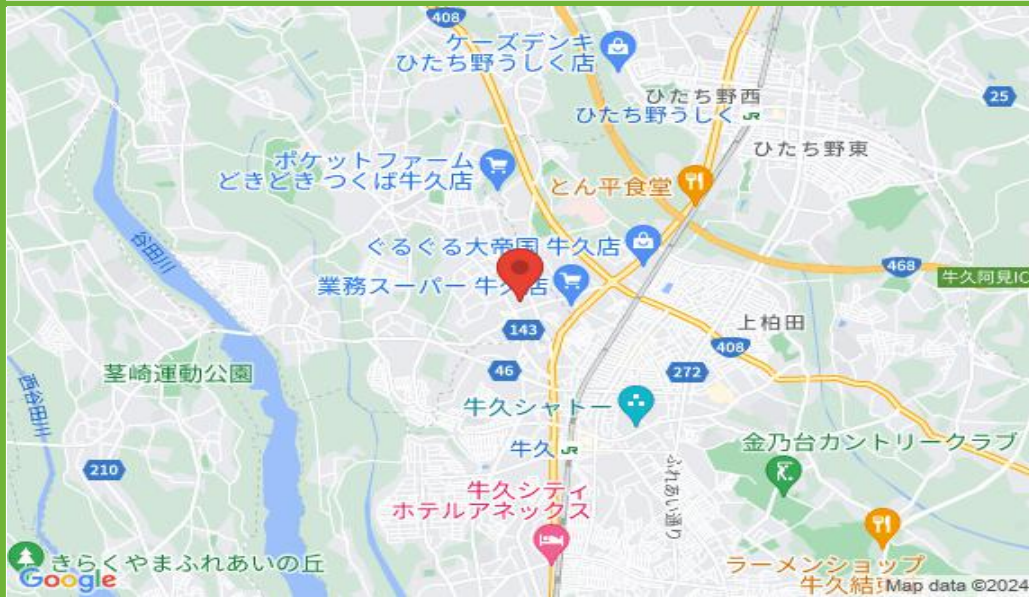 408
ケーズデンキ
ひたち野うしく店
ひたち野西
ひたち野うしく JR
25
ひたち野東
ポケットファーム
どきどきつくば牛久店
とん平食堂
谷田川
ぐるぐる大帝国 牛久店
468
牛久阿見IC
業務スーパー 牛久店
143
上柏田
408
茎崎運動公園
46
272
西谷田川
牛久シャトー
牛久 JR
金乃台カントリークラブ
210
ふれあい通り
牛久シティ
ホテルアネックス
きらくやまふれあいの丘
ラーメンショップ
牛久結
Google
Map data ©2024